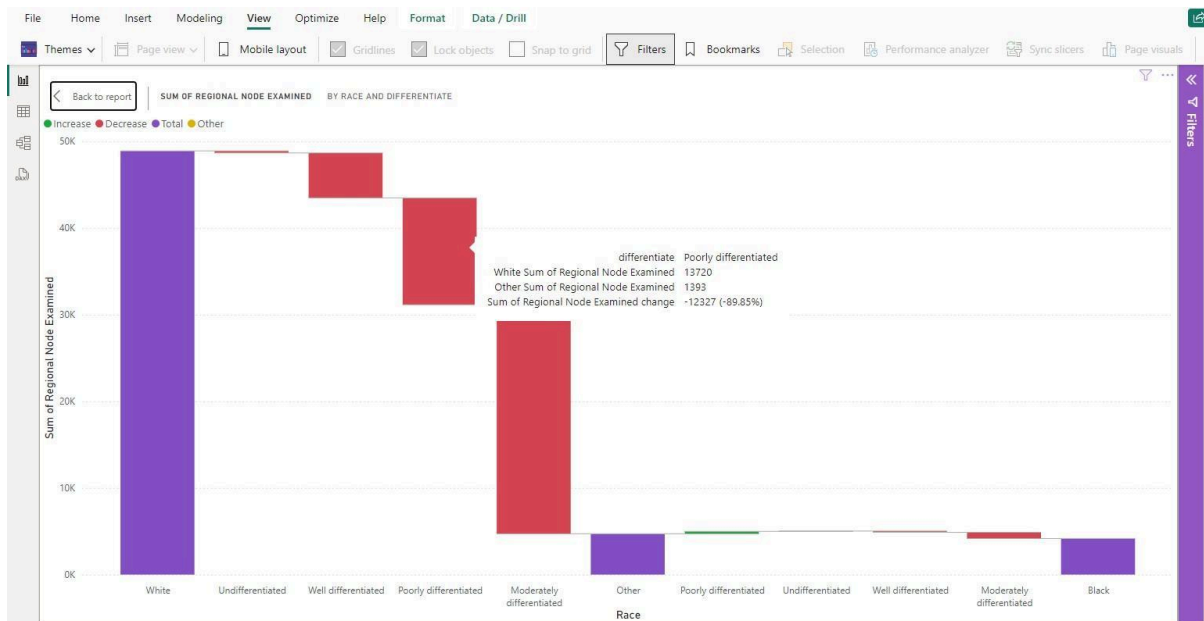 File Home Insert Modeling View Optimize Help Format Data / Drill
Themes Page view Mobile layout Gridlines Lock objects Snap to grid Filters Bookmarks Selection Performance analyzer Sync slicers Page visuals
Back to report SUM OF REGIONAL NODE EXAMINED BY RACE AND DIFFERENTIATE
Increase Decrease Total Other
Filters
Sum of Regional Node Examined
50K
40K
30K
20K
10K
0K
differentiate Poorly differentiated
White Sum of Regional Node Examined 13720
Other Sum of Regional Node Examined 1393
Sum of Regional Node Examined change -12327 (-89.85%)
White Undifferentiated Well differentiated Poorly differentiated Moderately Other Poorly differentiated Undifferentiated Well differentiated Moderately Black
differentiated differentiated
Race